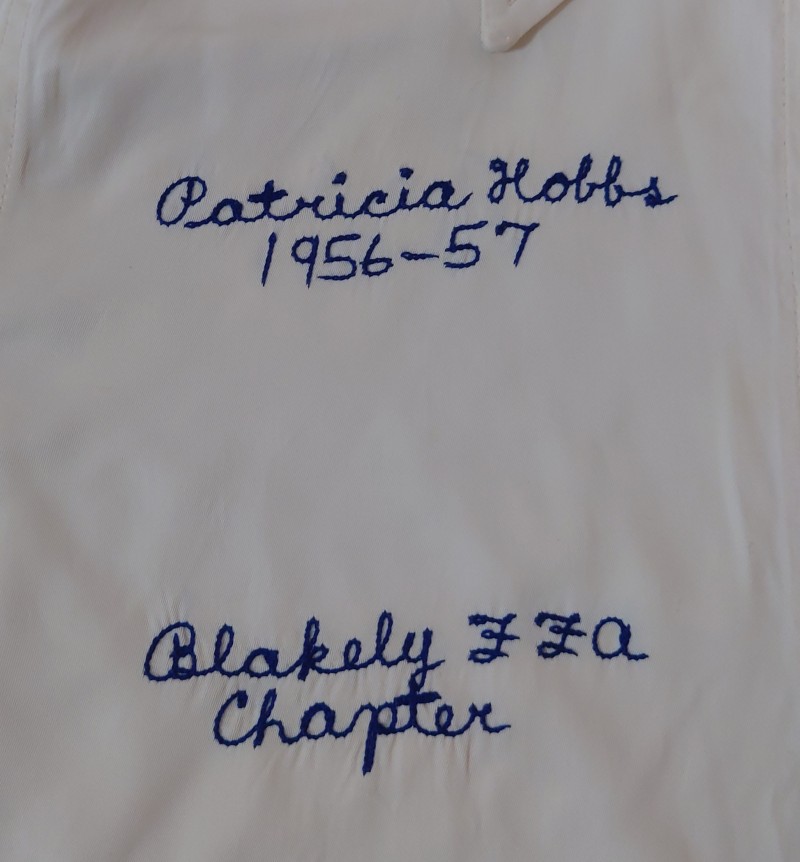 Patricia Hobbs
1956-57
Blakely FFA
Chapter